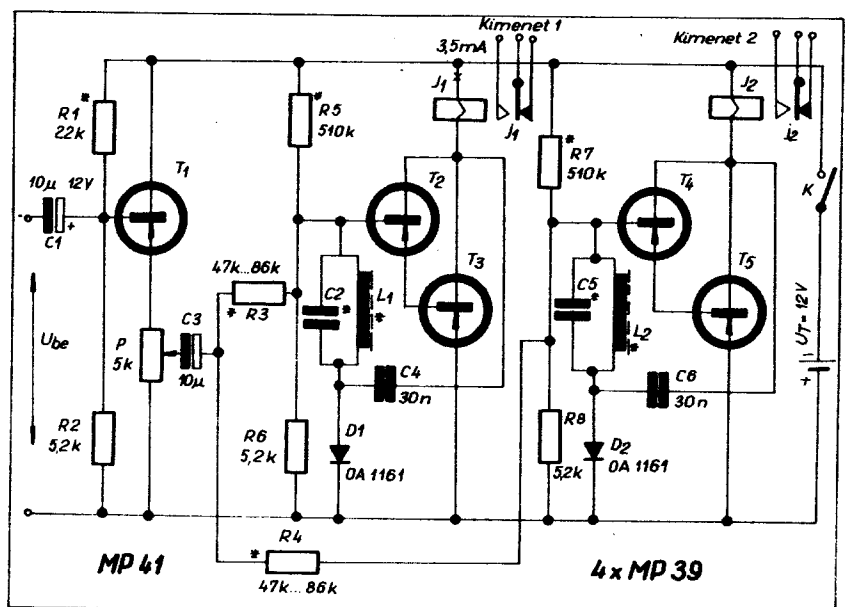 Kimenet 1
Kimenet 2
3,5mA
x
J1
j1
J2
j2
*
R1
22k
10µ 12V
+
C1
T1
*
R5
510k
T2
T3
*
R7
510k
T4
T5
K
UT= 12V
+
Ube
47k...86k
*
R3
C3
10µ
P
5k
C2
*
L1
*
C4
30n
C5
*
L2
*
C6
30n
R2
5,2k
R6
5,2k
D1
OA 1161
R8
5,2k
D2
OA 1161
*
R4
47k...86k
MP 41
4 x MP 39